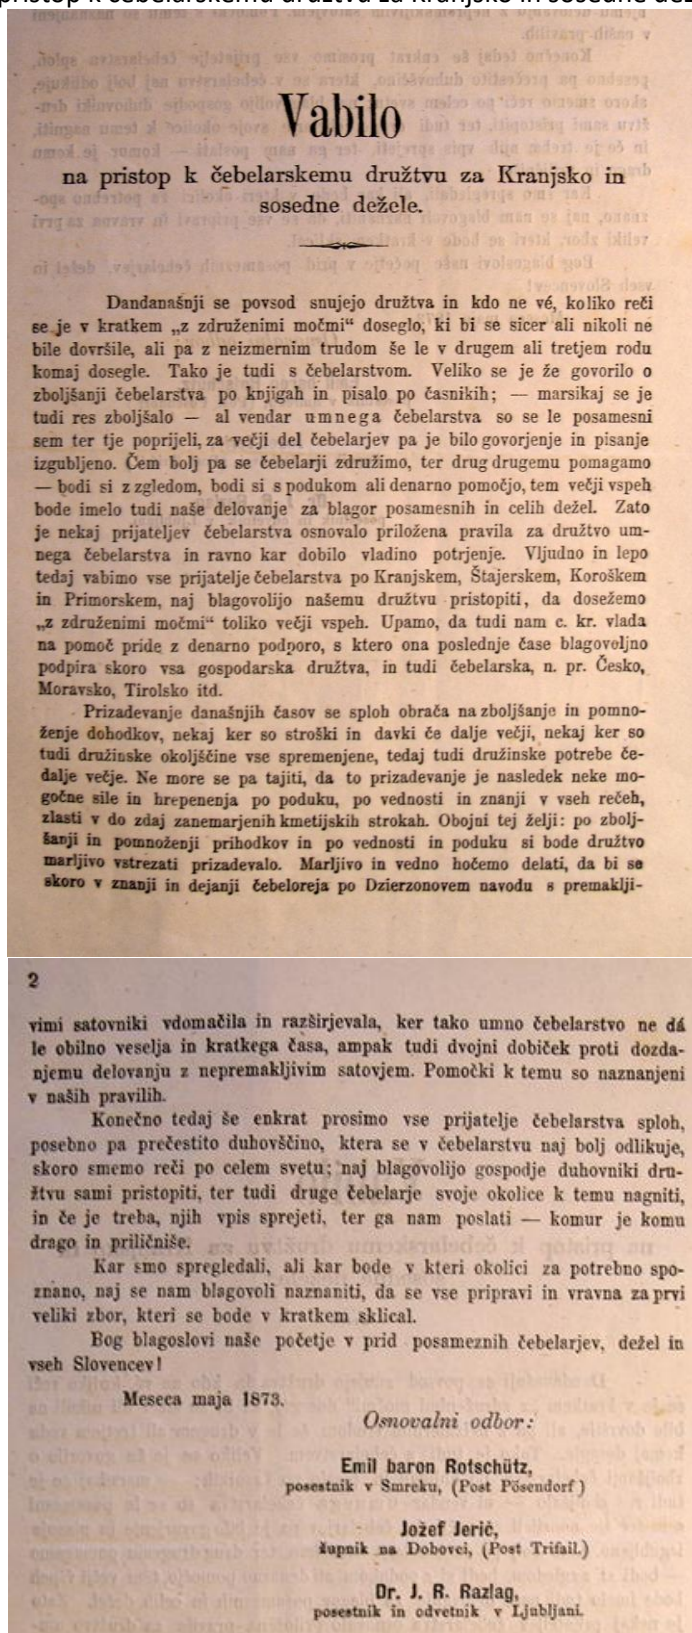 pristop k čebelarskemu društvu za Kranjsko in sosedne
Vabilo
na pristop k čebelarskemu družtvu za Kranjsko in
sosedne dežele.
Dandanašnji se povsod snujejo družtva in kdo ne vé, koliko reči
se je v kratkem „z združenimi močmi“ doseglo, ki bi se sicer ali nikoli ne
bile dovršile, ali pa z neizmernim trudom še le v drugem ali tretjem rodu
komaj dosegle. Tako je tudi s čebelarstvom. Veliko se je že govorilo o
zboljšanji čebelarstva po knjigah in pisalo po časnikih; — marsikaj se je
tudi res zboljšalo — al vendar umnega čebelarstva so se le posamesni
sem ter tje poprijeli, za večji del čebelarjev pa je bilo govorjenje in pisanje
izgubljeno. Čem bolj pa se čebelarji združimo, ter drug drugemu pomagamo
— bodi si z zgledom, bodi si s podukom ali denarno pomočjo, tem večji vspeh
bode imelo tudi naše delovanje za blagor posamesnih in celih dežel. Zato
je nekaj prijateljev čebelarstva osnovalo priložena pravila za družtvo um-
nega čebelarstva in ravno kar dobilo vladino potrjenje. Vljudno in lepo
tedaj vabimo vse prijatelje čebelarstva po Kranjskem, Štajerskem, Koroškem
in Primorskem, naj blagovolijo našemu družtvu pristopiti, da dosežemo
„z združenimi močmi“ toliko večji vspeh. Upamo, da tudi nam c. kr. vlada
na pomoč pride z denarno podporo, s ktero ona poslednje čase blagovoljno
podpira skoro vsa gospodarska družtva, in tudi čebelarska, n. pr. Česko,
Moravsko, Tirolsko itd.
Prizadevanje današnjih časov se sploh obrača na zboljšanje in pomno-
ženje dohodkov, nekaj ker so stroški in davki če dalje večji, nekaj ker so
tudi družinske okoljščine vse spremenjene, tedaj tudi družinske potrebe če-
dalje večje. Ne more se pa tajiti, da to prizadevanje je nasledek neke mo-
gočne sile in hrepenenja po poduku, po vednosti in znanji v vseh rečeh,
zlasti v do zdaj zanemarjenih kmetijskih strokah. Obojni tej želji: po zbolj-
šanji in pomnoženji prihodkov in po vednosti in poduku si bode družtvo
marljivo vstrezati prizadevalo. Marljivo in vedno hočemo delati, da bi se
skoro v znanji in dejanji čebeloreja po Dzierzonovem navodu s premaklji-
2
vimi satovniki vdomačila in razširjevala, ker tako umno čebelarstvo ne dá
le obilno veselja in kratkega časa, ampak tudi dvojni dobiček proti dozda-
njemu delovanju z nepremakljivim satovjem. Pomočki k temu so naznanjeni
v naših pravilih.
Konečno tedaj še enkrat prosimo vse prijatelje čebelarstva sploh,
posebno pa prečestito duhovščino, ktera se v čebelarstvu naj bolj odlikuje,
skoro smemo reči po celem svetu; naj blagovolijo gospodje duhovniki dru-
žtvu sami pristopiti, ter tudi druge čebelarje svoje okolice k temu nagniti,
in če je treba, njih vpis sprejeti, ter ga nam poslati — komur je komu
drago in priličniše.
Kar smo spregledali, ali kar bode v kteri okolici za potrebno spo-
znano, naj se nam blagovoli naznaniti, da se vse pripravi in vravna za prvi
veliki zbor, kteri se bode v kratkem sklical.
Bog blagoslovi naše početje v prid posameznih čebelarjev, dežel in
vseh Slovencev!
Meseca maja 1873.
Osnovalni odbor:
Emil baron Rotschütz,
posestnik v Smreku, (Post Pösendorf)
Jožef Jerič,
župnik na Dobovci, (Post Trifail.)
Dr. J. R. Razlag,
posestnik in odvetnik v Ljubljani.